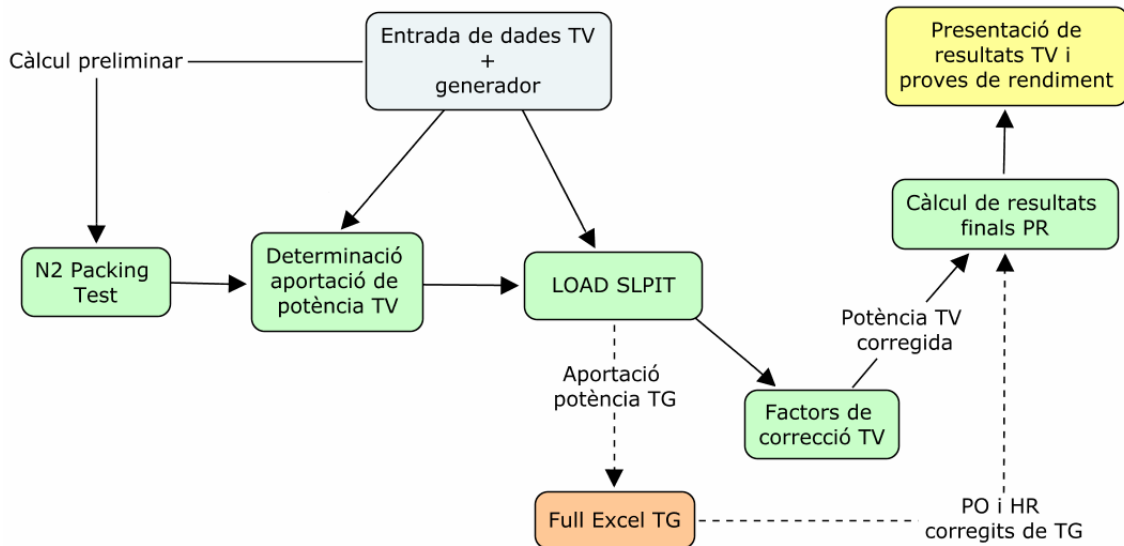 Entrada de dades TV
+
generador
Càlcul preliminar
Presentació de
resultats TV i
proves de rendiment
Càlcul de resultats
finals PR
N2 Packing
Test
Determinació
aportació de
potència TV
LOAD SLPIT
Potència TV
corregida
Aportació
potència TG
Factors de
correcció TV
Full Excel TG
PO i HR
corregits de TG